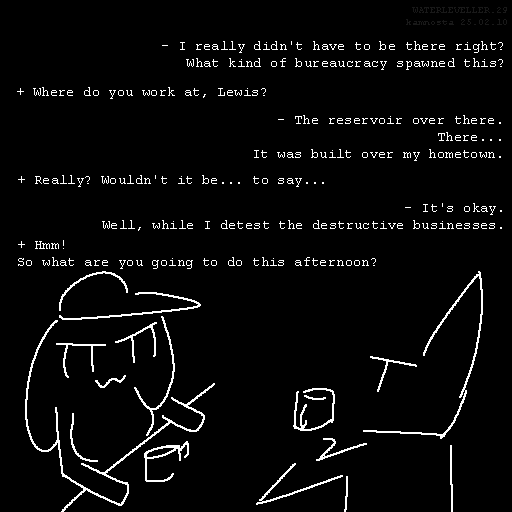 WATERLEVELLER.29
kamnosta 25.02.10
- I really didn't have to be there right?
What kind of bureaucracy spawned this?
+ Where do you work at, Lewis?
- The reservoir over there.
There...
It was built over my hometown.
+ Really? Wouldn't it be... to say...
- It's okay.
Well, while I detest the destructive businesses.
+ Hmm!
So what are you going to do this afternoon?